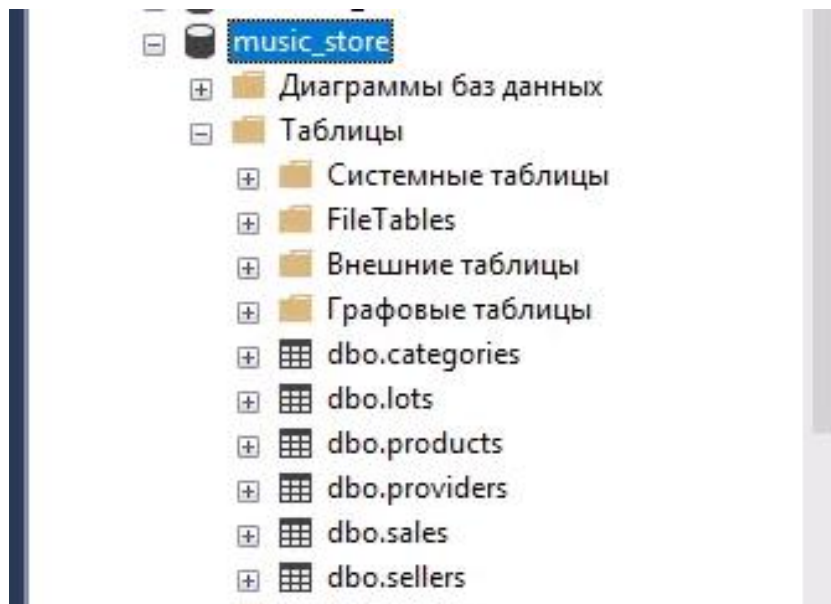 music_store
Диаграммы баз данных
Таблицы
Системные таблицы
FileTables
Внешние таблицы
Графовые таблицы
dbo.categories
dbo.lots
dbo.products
dbo.providers
dbo.sales
dbo.sellers